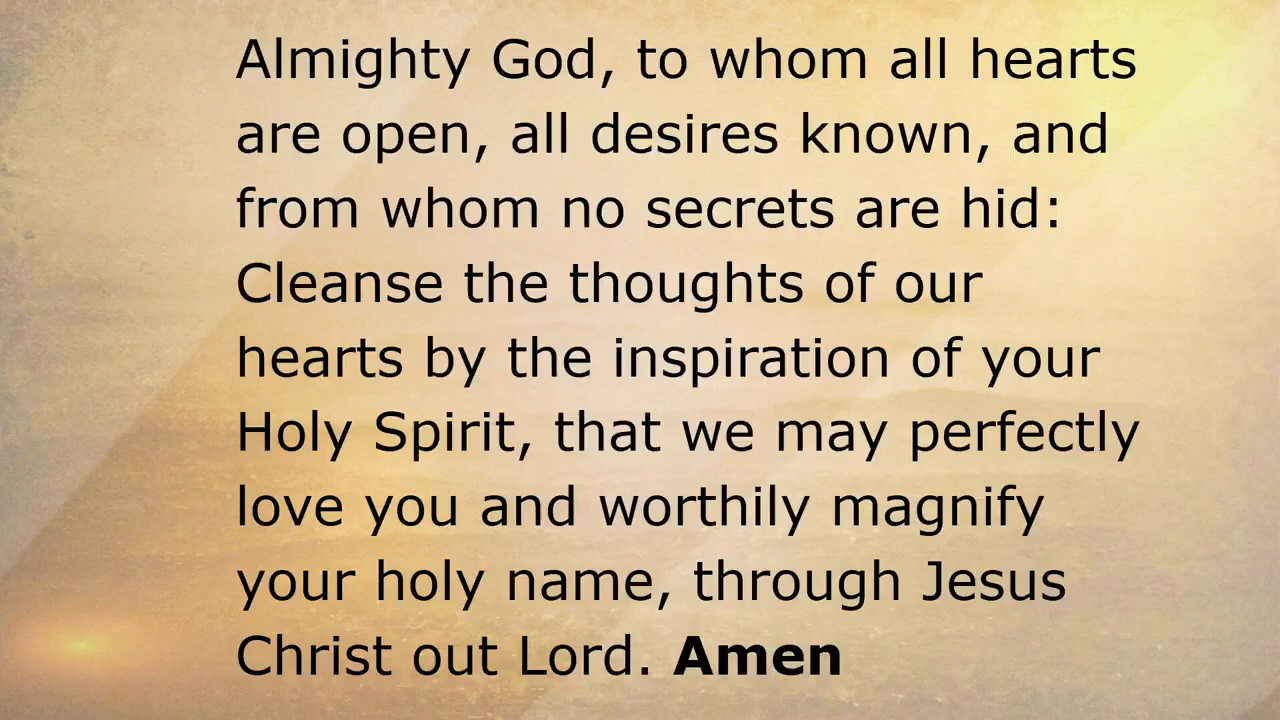 Almighty God, to whom all hearts
are open, all desires known, and
from whom no secrets are hid:
Cleanse the thoughts of our
hearts by the inspiration of your
Holy Spirit, that we may perfectly
love you and worthily magnify
your holy name, through Jesus
Christ out Lord. Amen